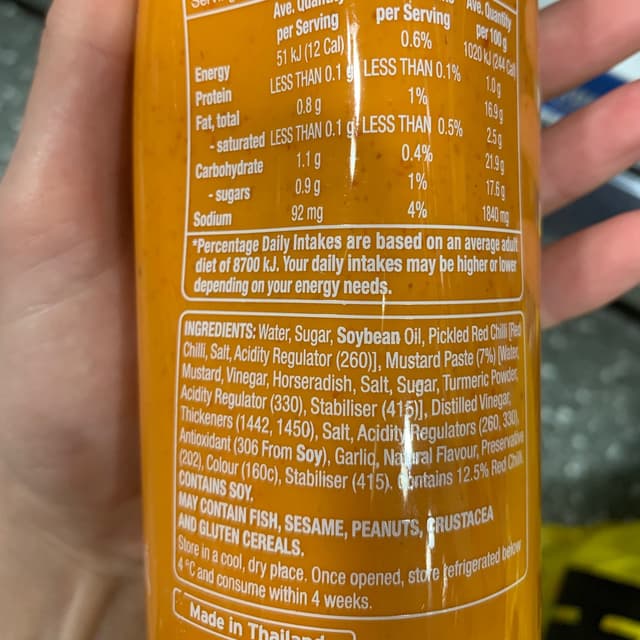 Ave. Quantity Ave. Quantity
per Serving per Serving per 100 g
Energy 51 kJ (12 Cal) 0.6% 1020 kJ (244 Cal)
Protein LESS THAN 0.1 g LESS THAN 0.1% 1.0 g
Fat, total 0.8 g 1% 16.9 g
- saturated LESS THAN 0.1 g LESS THAN 0.5% 2.5 g
Carbohydrate 1.1 g 0.4% 21.9 g
- sugars 0.9 g 1% 17.6 g
Sodium 92 mg 4% 1840 mg
*Percentage Daily Intakes are based on an average adult
diet of 8700 kJ. Your daily intakes may be higher or lower
depending on your energy needs.
INGREDIENTS: Water, Sugar, Soybean Oil, Pickled Red Chilli [Red
Chilli, Salt, Acidity Regulator (260)], Mustard Paste (7%) [Water,
Mustard, Vinegar, Horseradish, Salt, Sugar, Turmeric Powder,
Acidity Regulator (330), Stabiliser (415)], Distilled Vinegar,
Thickeners (1442, 1450), Salt, Acidity Regulators (260, 330),
Antioxidant (306 From Soy), Garlic, Natural Flavour, Preservative
(202), Colour (160c), Stabiliser (415). Contains 12.5% Red Chilli.
CONTAINS SOY.
MAY CONTAIN FISH, SESAME, PEANUTS, CRUSTACEA
AND GLUTEN CEREALS.
Store in a cool, dry place. Once opened, store refrigerated below
4 °C and consume within 4 weeks.
Made in Thailand